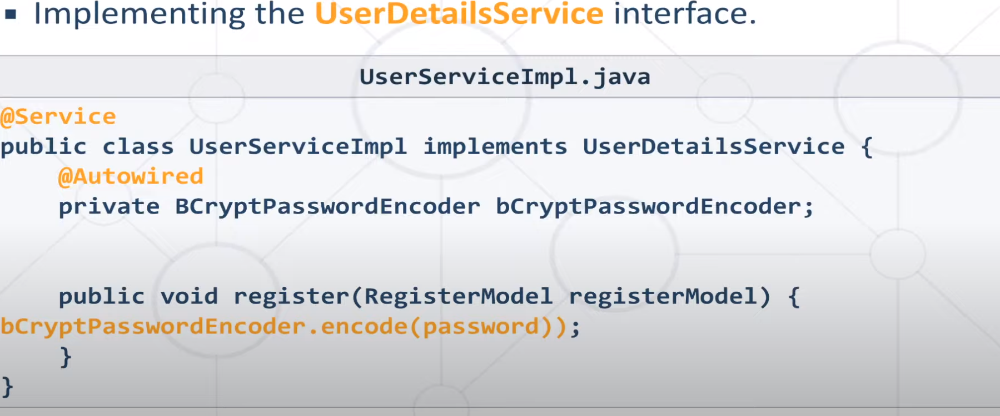 ▪ Implementing the UserDetailsService interface.
UserServiceImpl.java
@Service
public class UserServiceImpl implements UserDetailsService {
@Autowired
private BCryptPasswordEncoder bCryptPasswordEncoder;
public void register(RegisterModel registerModel) {
bCryptPasswordEncoder.encode(password));
}
}